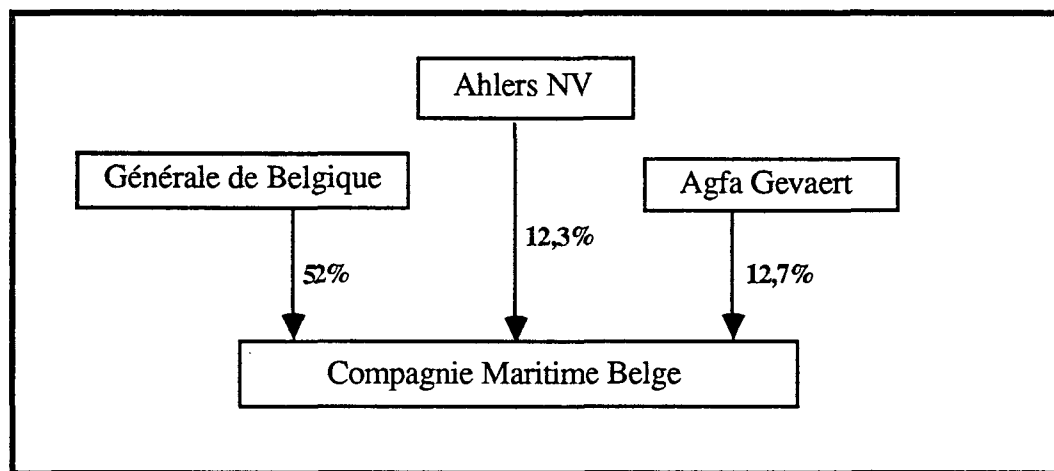 Ahlers NV
Générale de Belgique
Agfa Gevaert
12,3%
52%
12,7%
Compagnie Maritime Belge